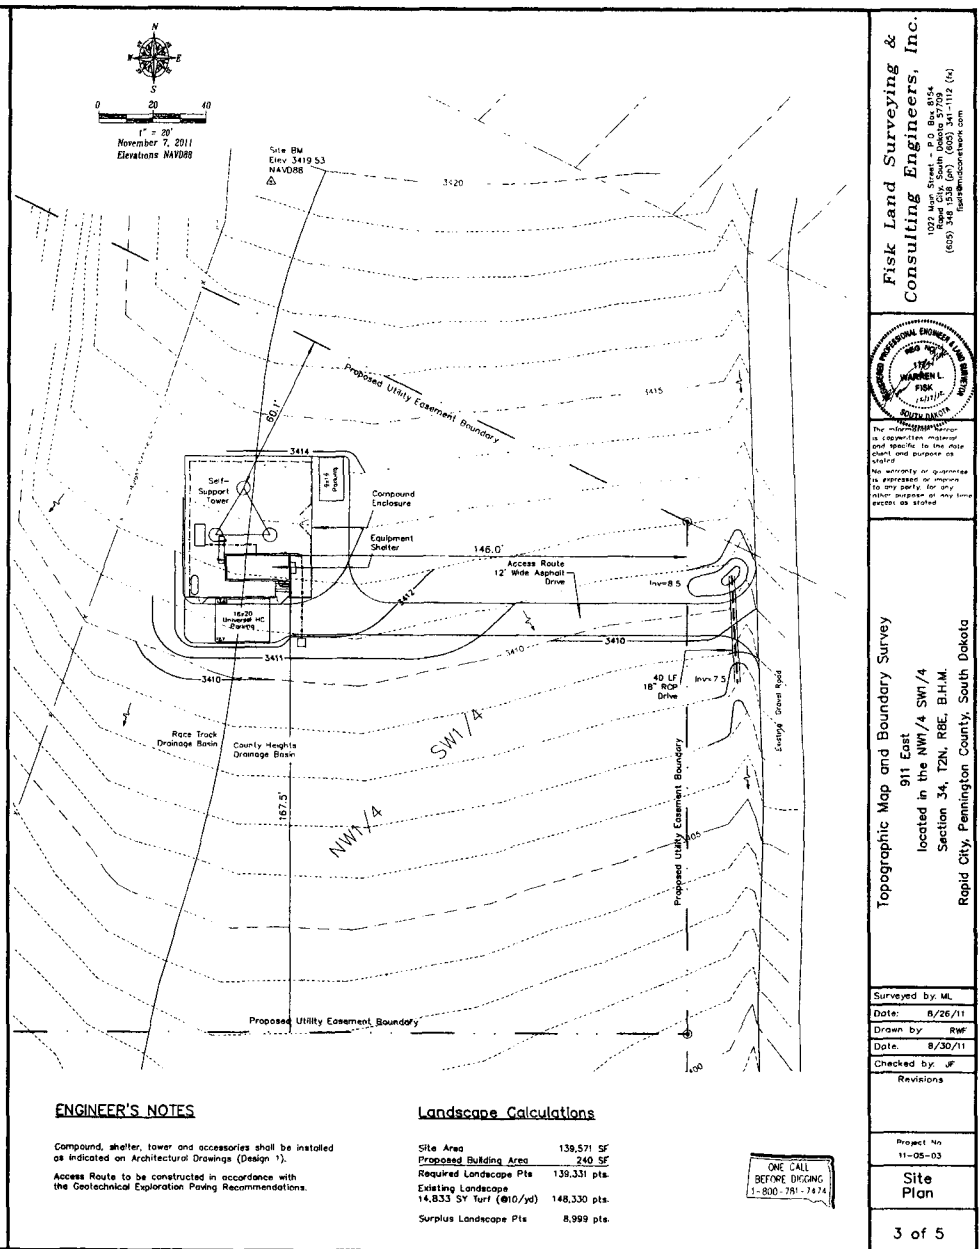 N
W E
S
0 20 40
1" = 20'
November 7, 2011
Elevations NAVD88
Site BM
Elev 3419.53
NAVD88
3420
Proposed Utility Easement Boundary
60.1'
3415
3414
9x18
Parking
Self-
Support
Tower
Compound
Enclosure
Equipment
Shelter
146.0'
Access Route
12' Wide Asphalt
Drive
Inv=8.5
3412
18x20
Universal HC
Parking
3410
3410
3411
3410
40 LF
18" RCP
Drive
Inv=7.5
Existing Gravel Road
Race Track
Drainage Basin
County Heights
Drainage Basin
SW1/4
NW1/4
167.5'
Proposed Utility Easement Boundary
3405
Proposed Utility Easement Boundary
3400
ENGINEER'S NOTES
Compound, shelter, tower and accessories shall be installed
as indicated on Architectural Drawings (Design 1).
Access Route to be constructed in accordance with
the Geotechnical Exploration Paving Recommendations.
Landscape Calculations
Site Area 139,571 SF
Proposed Building Area 240 SF
Required Landscape Pts 139,331 pts.
Existing Landscape
14,833 SY Turf (@10/yd) 148,330 pts.
Surplus Landscape Pts 8,999 pts.
ONE CALL
BEFORE DIGGING
1-800-781-7474
Fisk Land Surveying &
Consulting Engineers, Inc.
1022 Main Street - P.O. Box 8154
Rapid City, South Dakota 57709
(605) 348 1538 (ph) (605) 341-1112 (fx)
REGISTERED PROFESSIONAL ENGINEER & LAND SURVEYOR
REG NO.
WARREN L.
FISK
SOUTH DAKOTA
The information hereon
is copywritten material
and specific to the date
client and purpose as
stated
No warranty or guarantee
is expressed or implied
to any party, for any
other purpose at any time
except as stated
Topographic Map and Boundary Survey
911 East
located in the NW1/4 SW1/4
Section 34, T2N, R8E, B.H.M.
Rapid City, Pennington County, South Dakota
Surveyed by: ML
Date: 8/26/11
Drawn by RWF
Date: 8/30/11
Checked by: JF
Revisions
Project No
11-05-03
Site
Plan
3 of 5